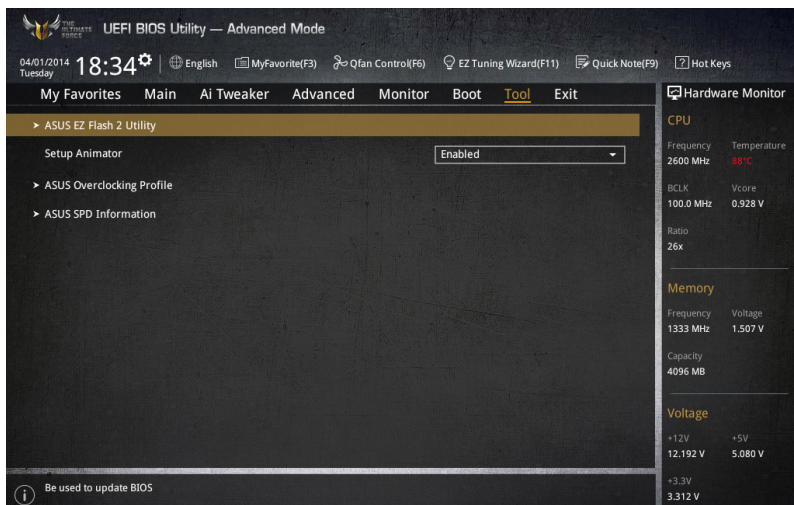 THE ULTIMATE FORCE
UEFI BIOS Utility — Advanced Mode
04/01/2014
Tuesday
18:34
English
MyFavorite(F3)
Qfan Control(F6)
EZ Tuning Wizard(F11)
Quick Note(F9)
? Hot Keys
My Favorites Main Ai Tweaker Advanced Monitor Boot Tool Exit
ASUS EZ Flash 2 Utility
Setup Animator Enabled
ASUS Overclocking Profile
ASUS SPD Information
Be used to update BIOS
Hardware Monitor
CPU
Frequency Temperature
2600 MHz 88°C
BCLK Vcore
100.0 MHz 0.928 V
Ratio
26x
Memory
Frequency Voltage
1333 MHz 1.507 V
Capacity
4096 MB
Voltage
+12V +5V
12.192 V 5.080 V
+3.3V
3.312 V